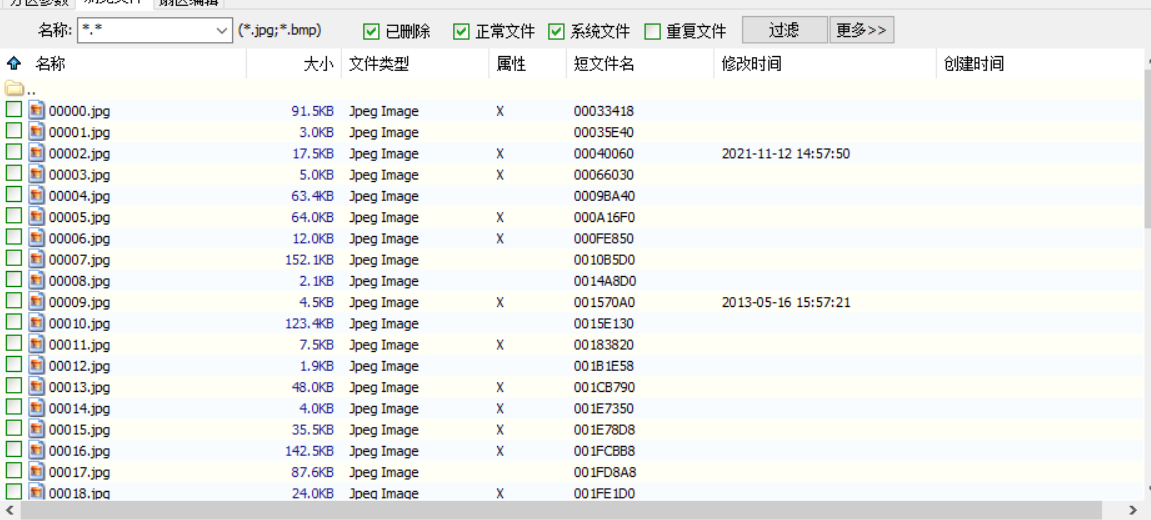 分区参数 浏览文件 扇区编辑
名称: *.* (*.jpg;*.bmp) 已删除 正常文件 系统文件 重复文件 过滤 更多>>
名称 大小 文件类型 属性 短文件名 修改时间 创建时间
..
00000.jpg 91.5KB Jpeg Image X 00033418
00001.jpg 3.0KB Jpeg Image 00035E40
00002.jpg 17.5KB Jpeg Image X 00040060 2021-11-12 14:57:50
00003.jpg 5.0KB Jpeg Image X 00066030
00004.jpg 63.4KB Jpeg Image 0009BA40
00005.jpg 64.0KB Jpeg Image X 000A16F0
00006.jpg 12.0KB Jpeg Image X 000FE850
00007.jpg 152.1KB Jpeg Image 0010B5D0
00008.jpg 2.1KB Jpeg Image 0014A8D0
00009.jpg 4.5KB Jpeg Image X 001570A0 2013-05-16 15:57:21
00010.jpg 123.4KB Jpeg Image 0015E130
00011.jpg 7.5KB Jpeg Image X 00183820
00012.jpg 1.9KB Jpeg Image 001B1E58
00013.jpg 48.0KB Jpeg Image X 001CB790
00014.jpg 4.0KB Jpeg Image X 001E7350
00015.jpg 35.5KB Jpeg Image X 001E78D8
00016.jpg 142.5KB Jpeg Image X 001FCBB8
00017.jpg 87.6KB Jpeg Image 001FD8A8
00018.jpg 24.0KB Jpeg Image X 001FE1D0